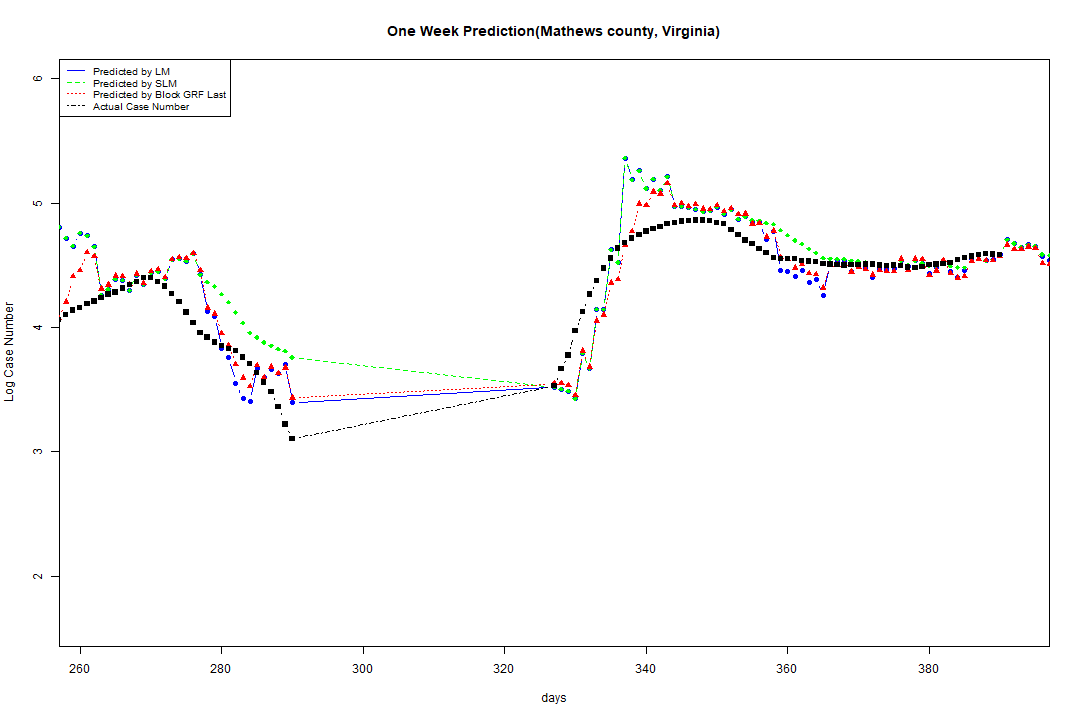 One Week Prediction(Mathews county, Virginia)
Predicted by LM
Predicted by SLM
Predicted by Block GRF Last
Actual Case Number
6
5
4
3
2
Log Case Number
260 280 300 320 340 360 380
days